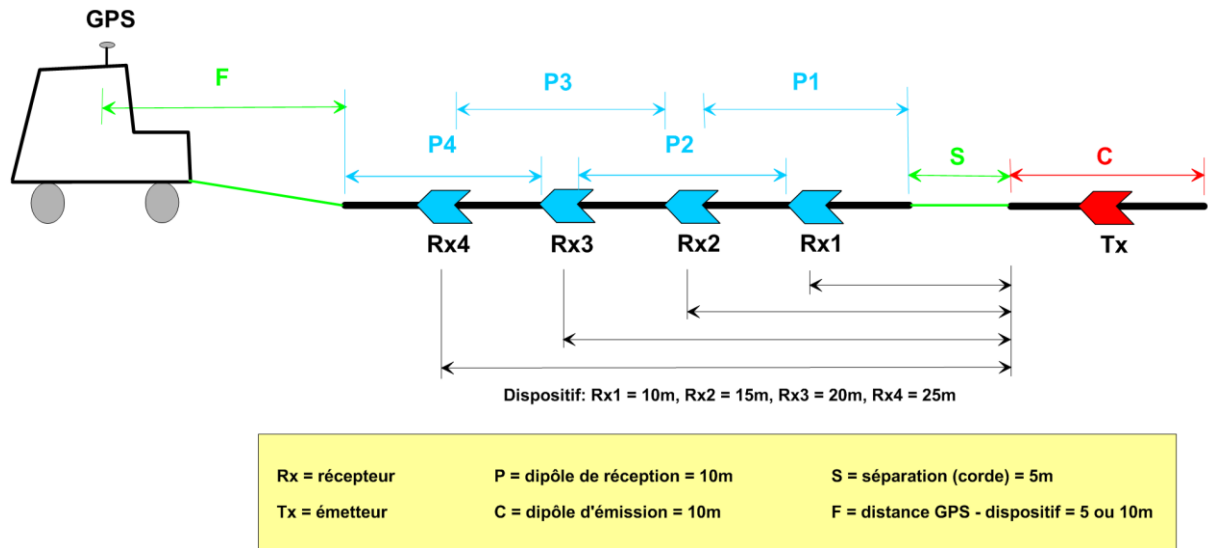 GPS
F
P3
P1
P4
P2
S
C
Rx4
Rx3
Rx2
Rx1
Tx
Dispositif: Rx1 = 10m, Rx2 = 15m, Rx3 = 20m, Rx4 = 25m
Rx = récepteur
P = dipôle de réception = 10m
S = séparation (corde) = 5m
Tx = émetteur
C = dipôle d'émission = 10m
F = distance GPS - dispositif = 5 ou 10m